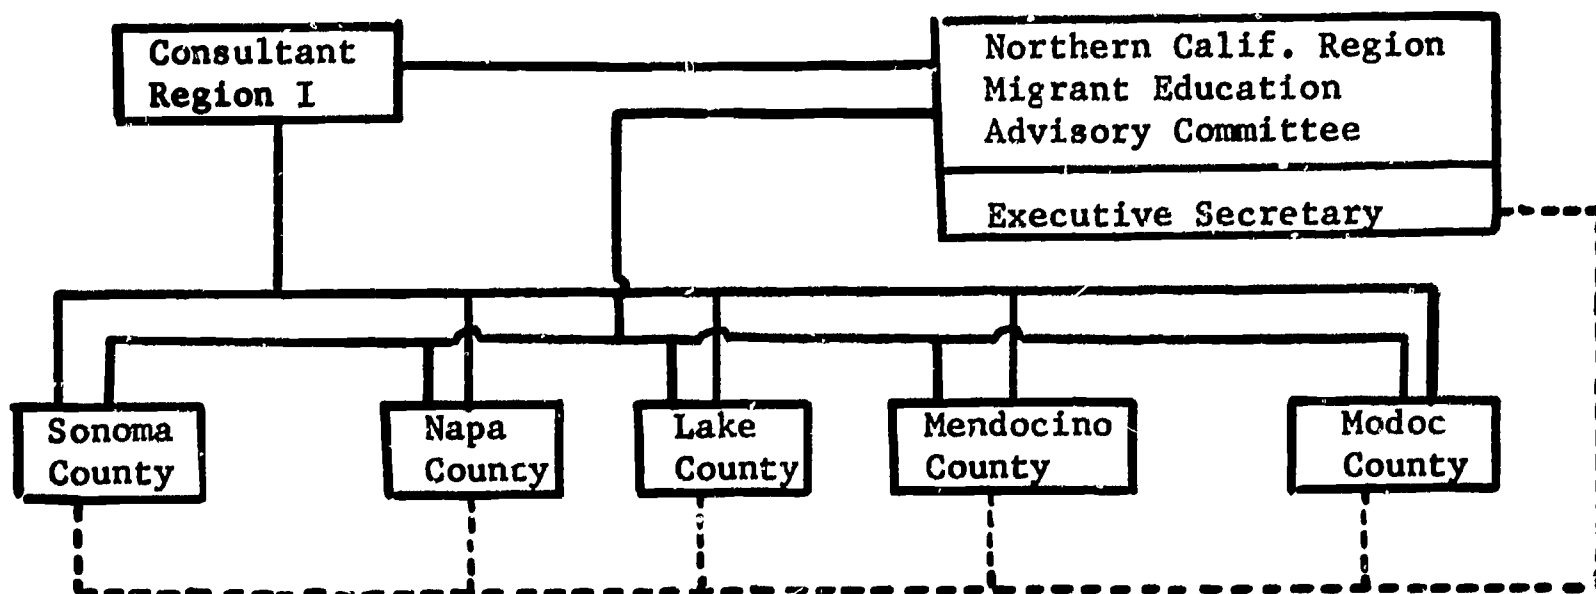 Consultant
Region I
Northern Calif. Region
Migrant Education
Advisory Committee
Executive Secretary
Sonoma
County
Napa
County
Lake
County
Mendocino
County
Modoc
County